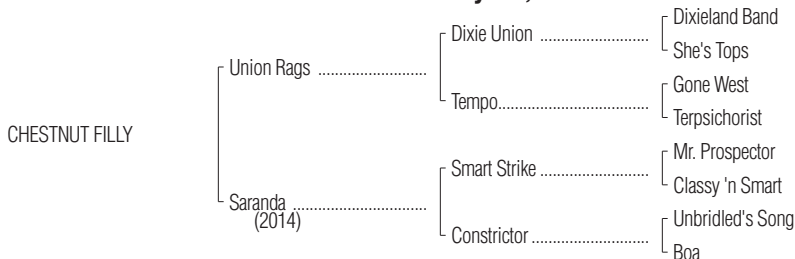 Dixieland Band
Dixie Union ..........................
She's Tops
Union Rags ..........................
Gone West
Tempo....................................
Terpsichorist
CHESTNUT FILLY
Mr. Prospector
Smart Strike ..........................
Classy 'n Smart
Saranda ................................
(2014)
Unbridled's Song
Constrictor ............................
Boa